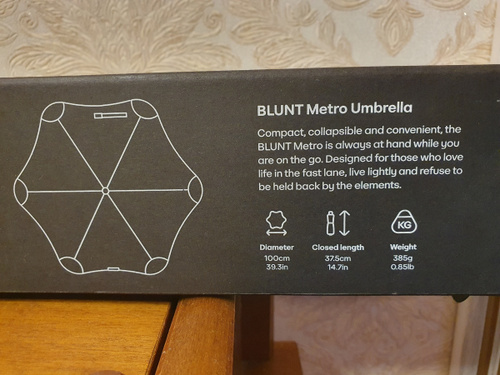 BLUNT Metro Umbrella
Compact, collapsible and convenient, the
BLUNT Metro is always at hand while you
are on the go. Designed for those who love
life in the fast lane, live lightly and refuse to
be held back by the elements.
KG
Diameter
100cm
39.3in
Closed length
37.5cm
14.7in
Weight
385g
0.85lb